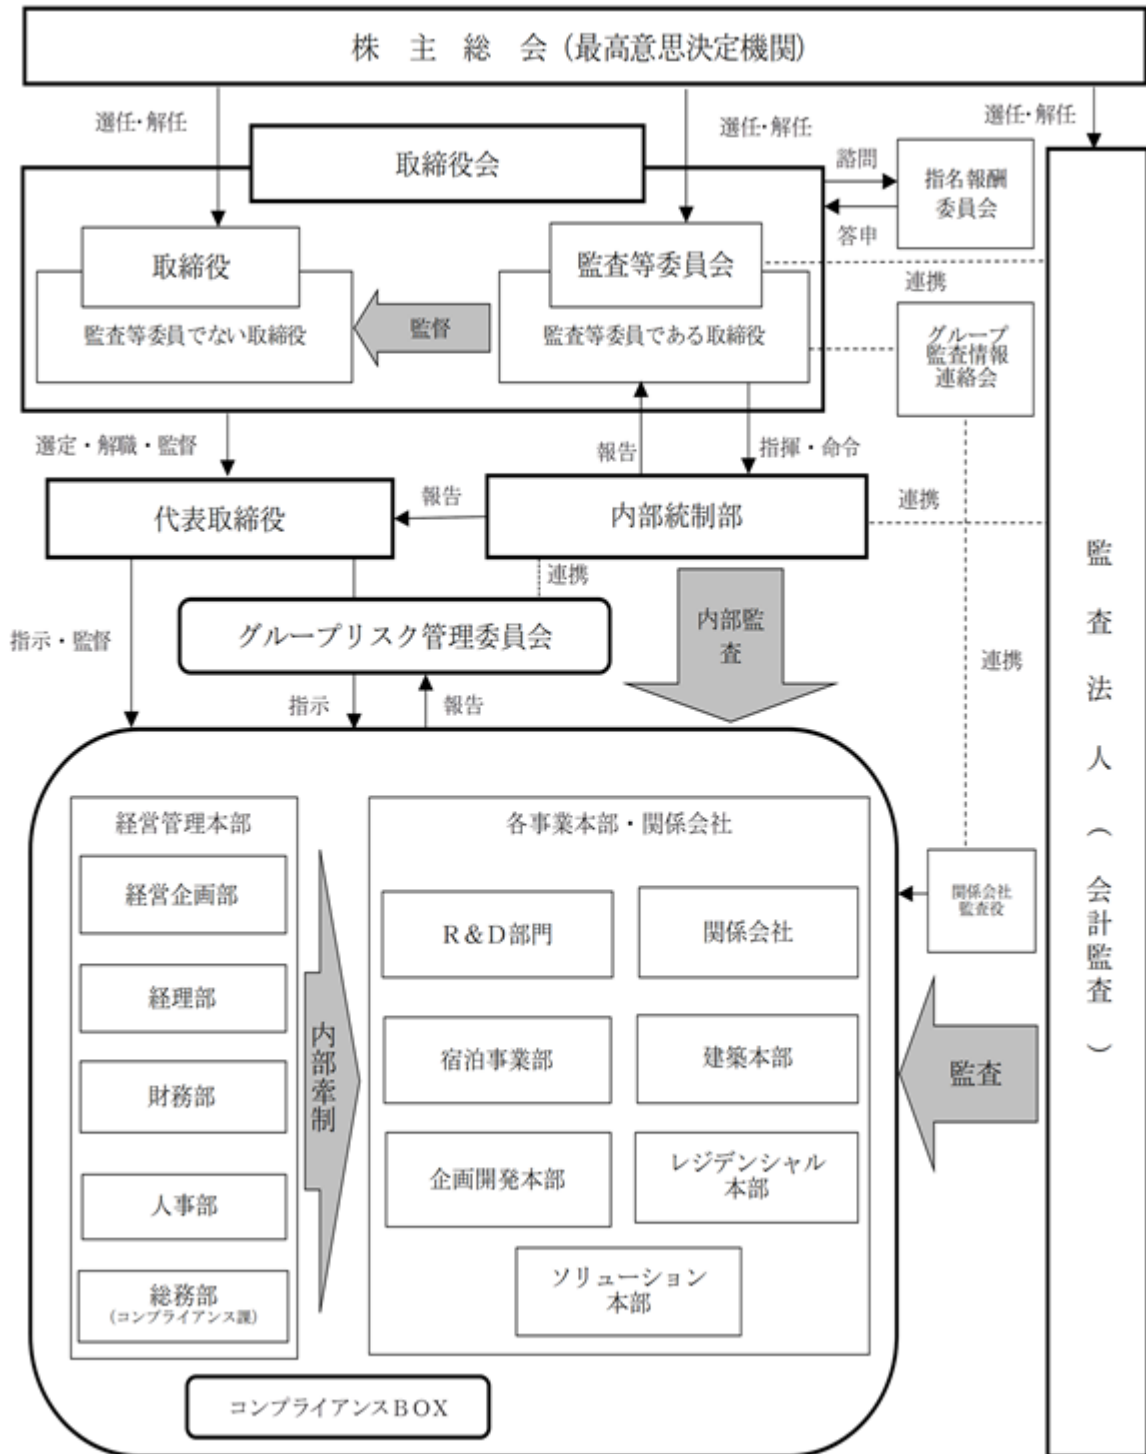 株 主 総 会 (最高意思決定機関)
選任・解任
選任・解任
選任・解任
取締役会
諮問
答申
指名報酬
委員会
取締役
監査等委員でない取締役
監督
監査等委員会
監査等委員である取締役
連携
グループ
監査情報
連絡会
選定・解職・監督
報告
指揮・命令
代表取締役
報告
内部統制部
連携
連携
グループリスク管理委員会
内部監
査
指示・監督
指示
報告
連携
監査法人（会計監査）
経営管理本部
経営企画部
経理部
財務部
人事部
総務部
(コンプライアンス課)
内部牽制
各事業本部・関係会社
R&D部門
関係会社
宿泊事業部
建築本部
企画開発本部
レジデンシャル
本部
ソリューション
本部
関係会社
監査役
監査
コンプライアンスBOX